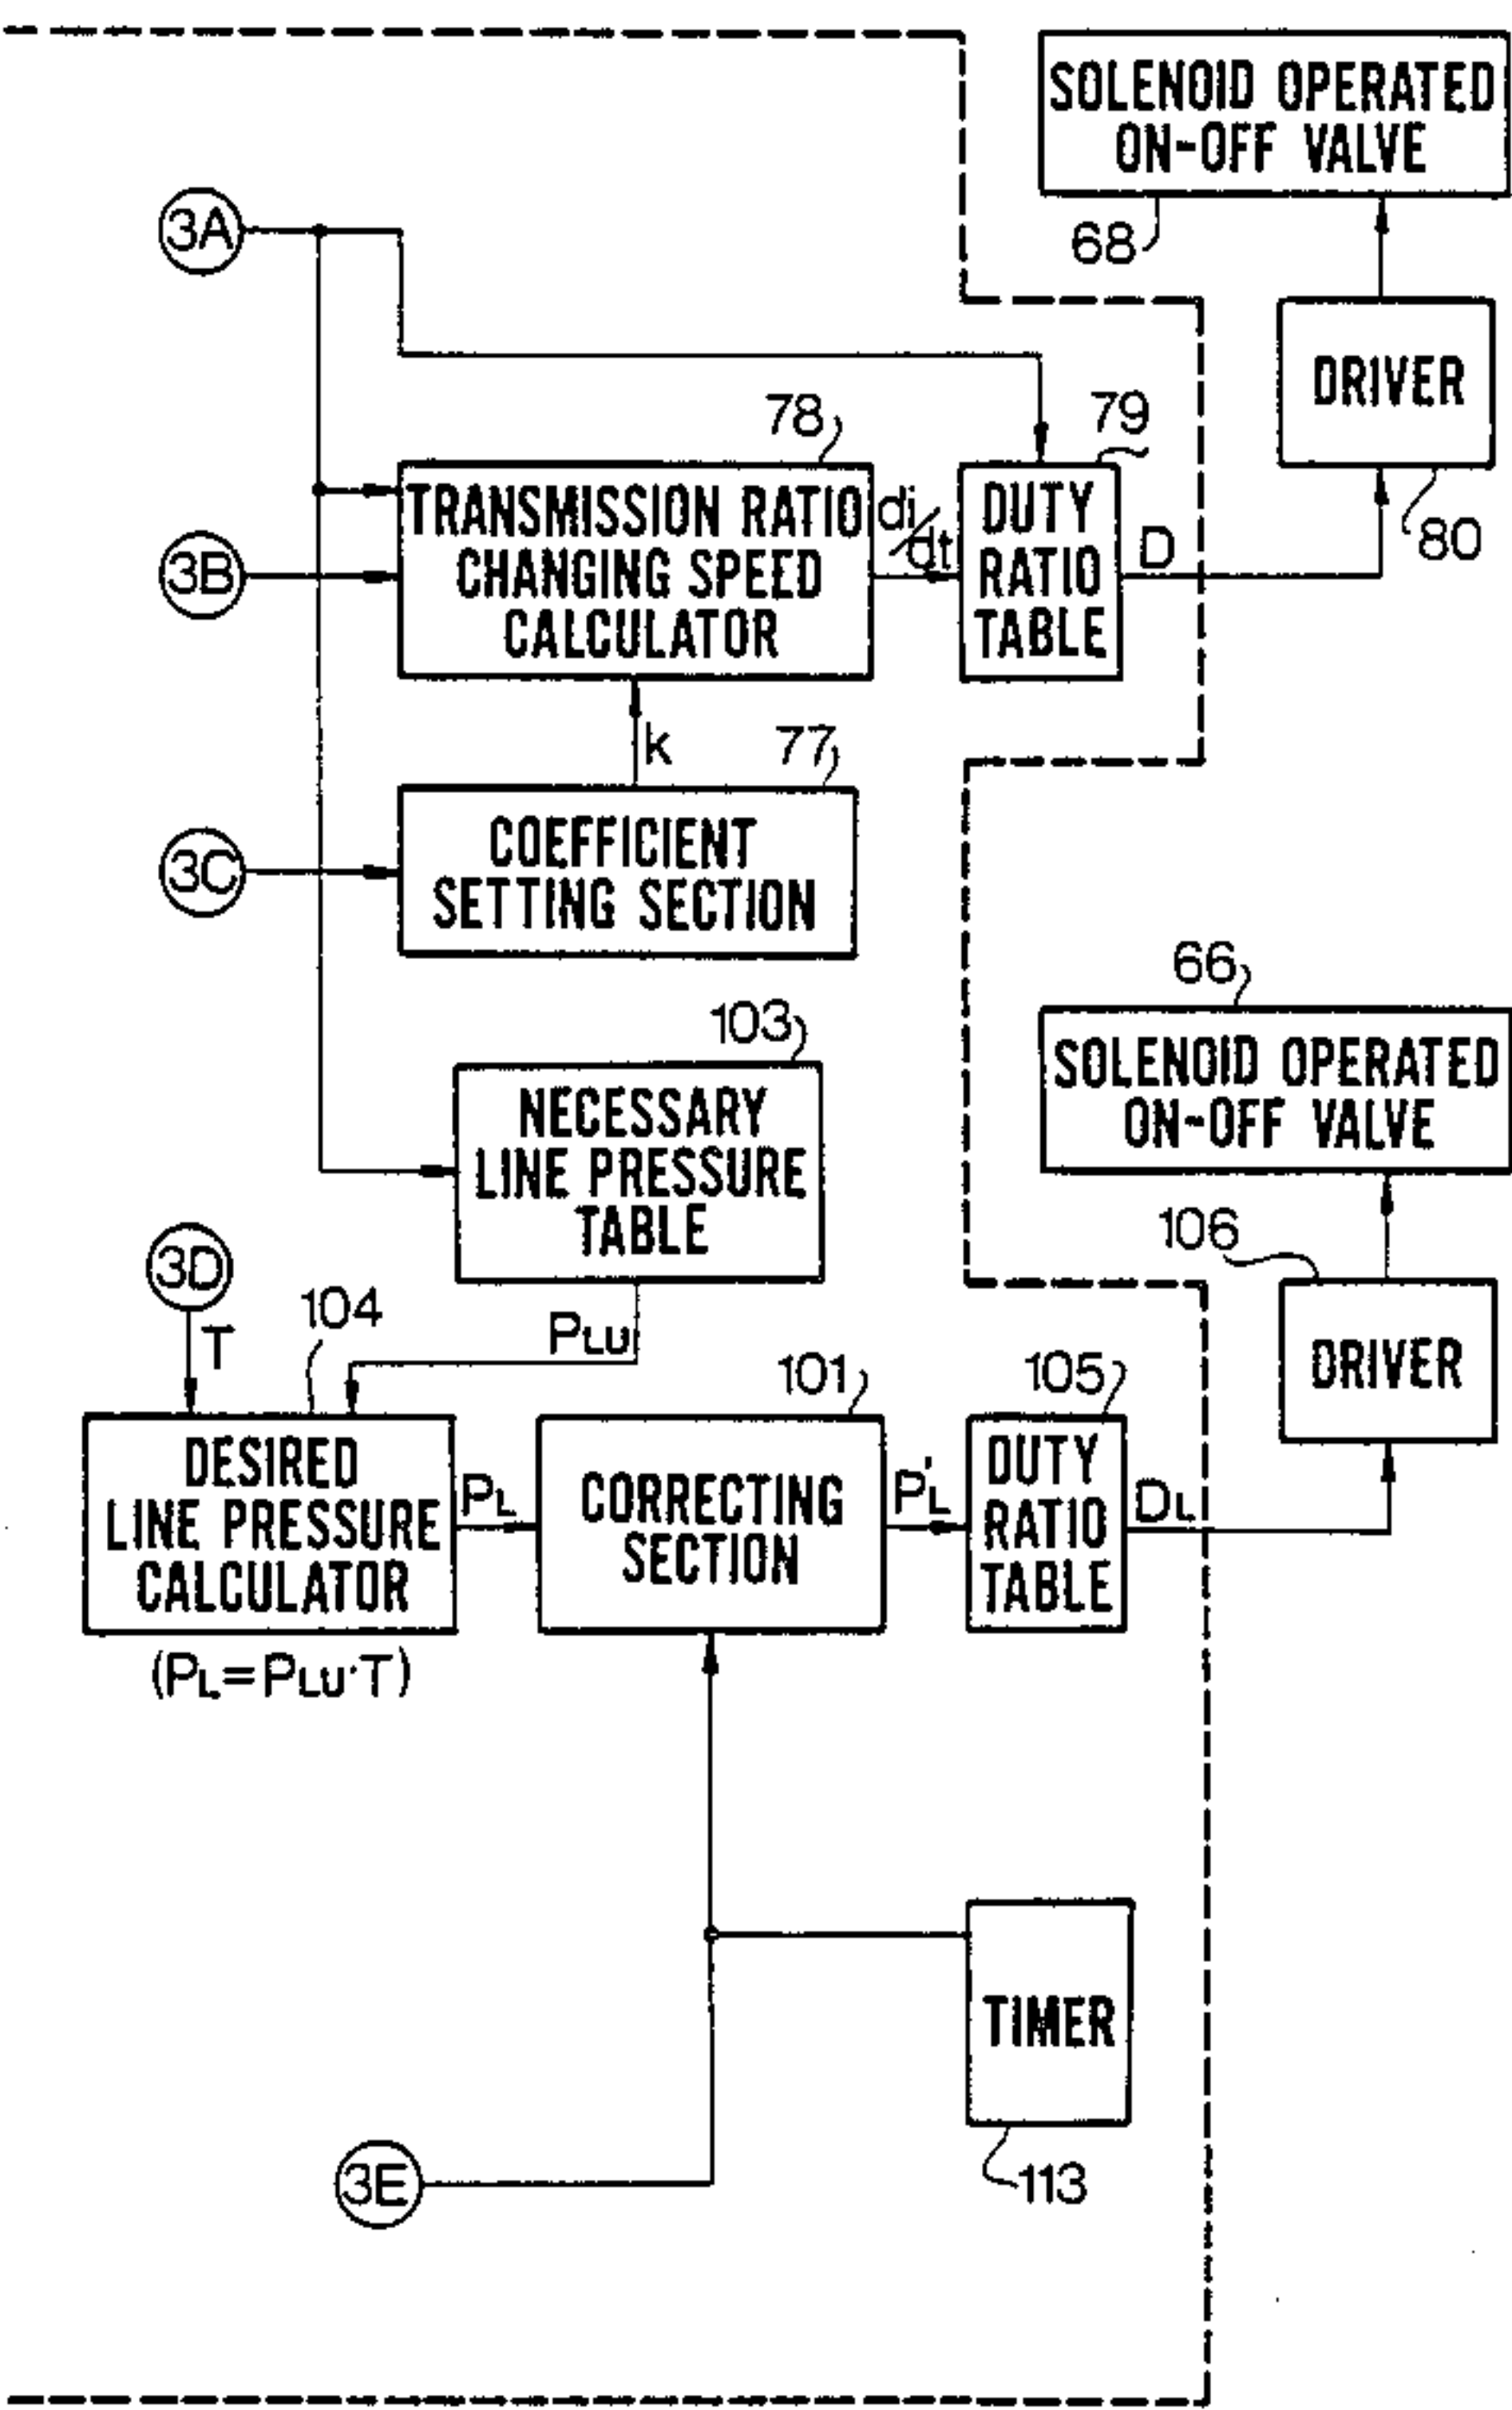 SOLENOID OPERATED
ON-OFF VALVE
68
3A
DRIVER
80
78
79
TRANSMISSION RATIO
CHANGING SPEED
CALCULATOR
di/dt
DUTY
RATIO
TABLE
D
3B
k
77
3C
COEFFICIENT
SETTING SECTION
66
SOLENOID OPERATED
ON-OFF VALVE
103
NECESSARY
LINE PRESSURE
TABLE
106
DRIVER
3D
T
104
PLU
101
105
DESIRED
LINE PRESSURE
CALCULATOR
(PL=PLU·T)
PL
CORRECTING
SECTION
PL'
DUTY
RATIO
TABLE
DL
TIMER
113
3E